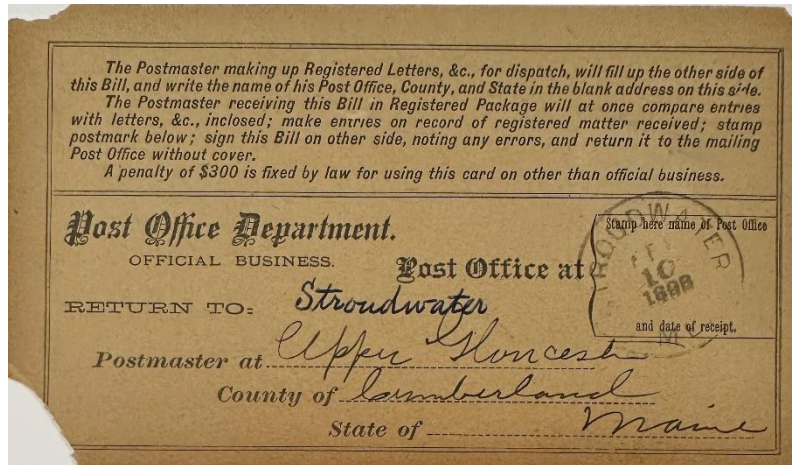 The Postmaster making up Registered Letters, &c., for dispatch, will fill up the other side of
this Bill, and write the name of his Post Office, County, and State in the blank address on this side.
The Postmaster receiving this Bill in Registered Package will at once compare entries
with letters, &c., inclosed; make entries on record of registered matter received; stamp
postmark below; sign this Bill on other side, noting any errors, and return it to the mailing
Post Office without cover.
A penalty of $300 is fixed by law for using this card on other than official business.
Post Office Department.
OFFICIAL BUSINESS.
Post Office at
Stamp here name of Post Office
and date of receipt.
STROUDWATER
FEB
10
ME
RETURN TO: Stroudwater
Postmaster at Upper Gloucester
County of Cumberland
State of Maine